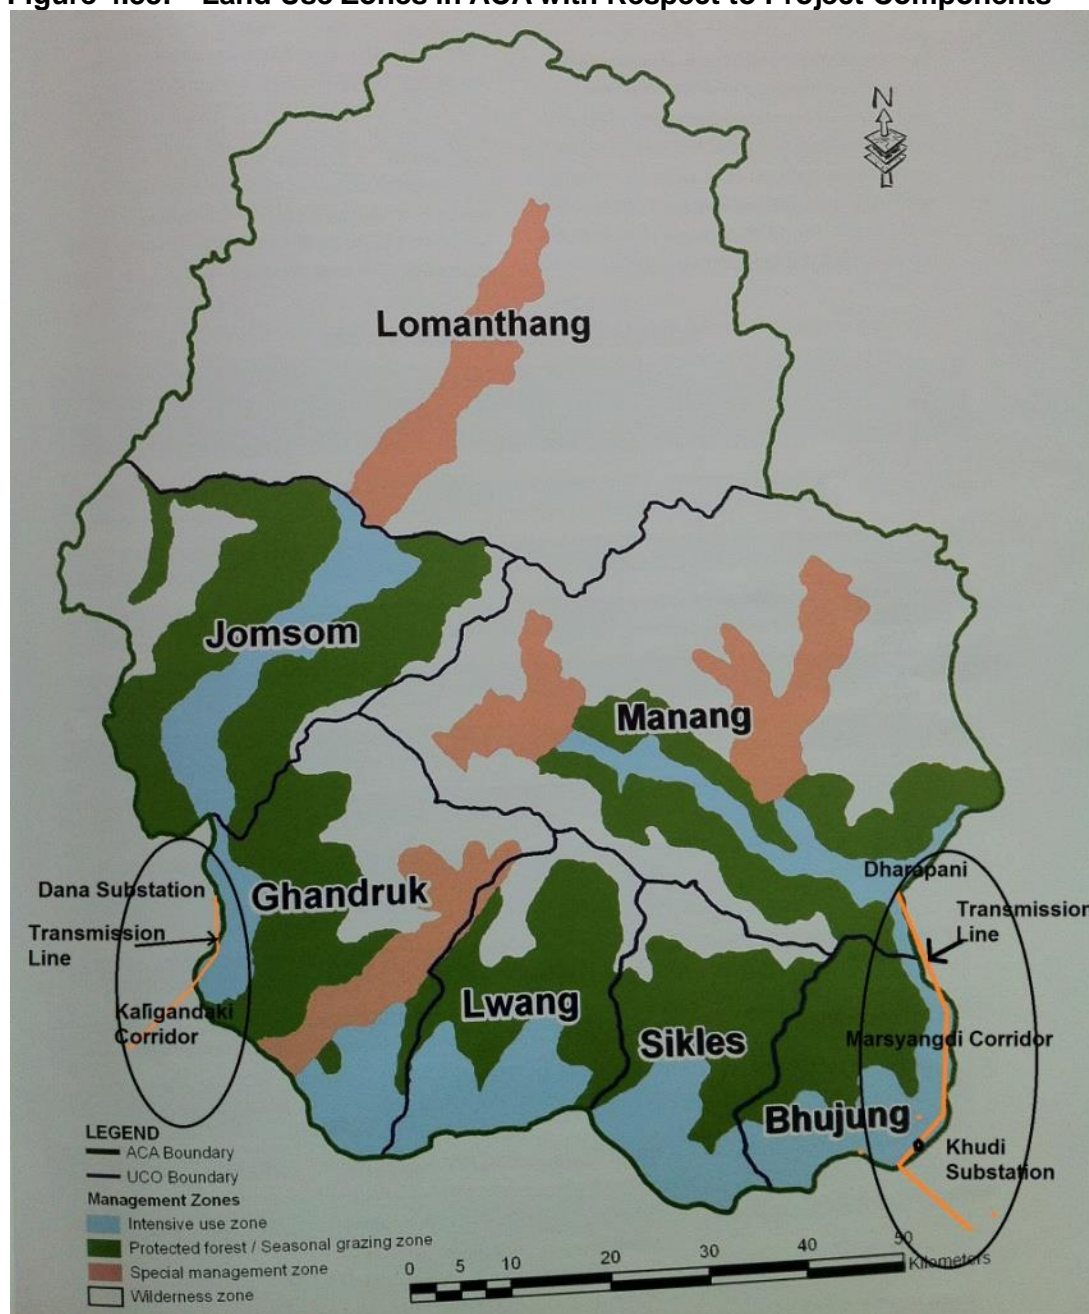 Figure 4.35: Land Use Zones in ACA with Respect to Project Components
N
Lomanthang
Jomsom
Manang
Dharapani
Dana Substation
Ghandruk
Transmission
Line
Transmission
Line
Lwang
Kaligandaki
Corridor
Sikles
Marsyangdi Corridor
Bhujung
Khudi
Substation
LEGEND
ACA Boundary
UCO Boundary
Management Zones
Intensive use zone
Protected forest / Seasonal grazing zone
Special management zone
Wilderness zone
0 5 10 20 30 40 50
Kilometers